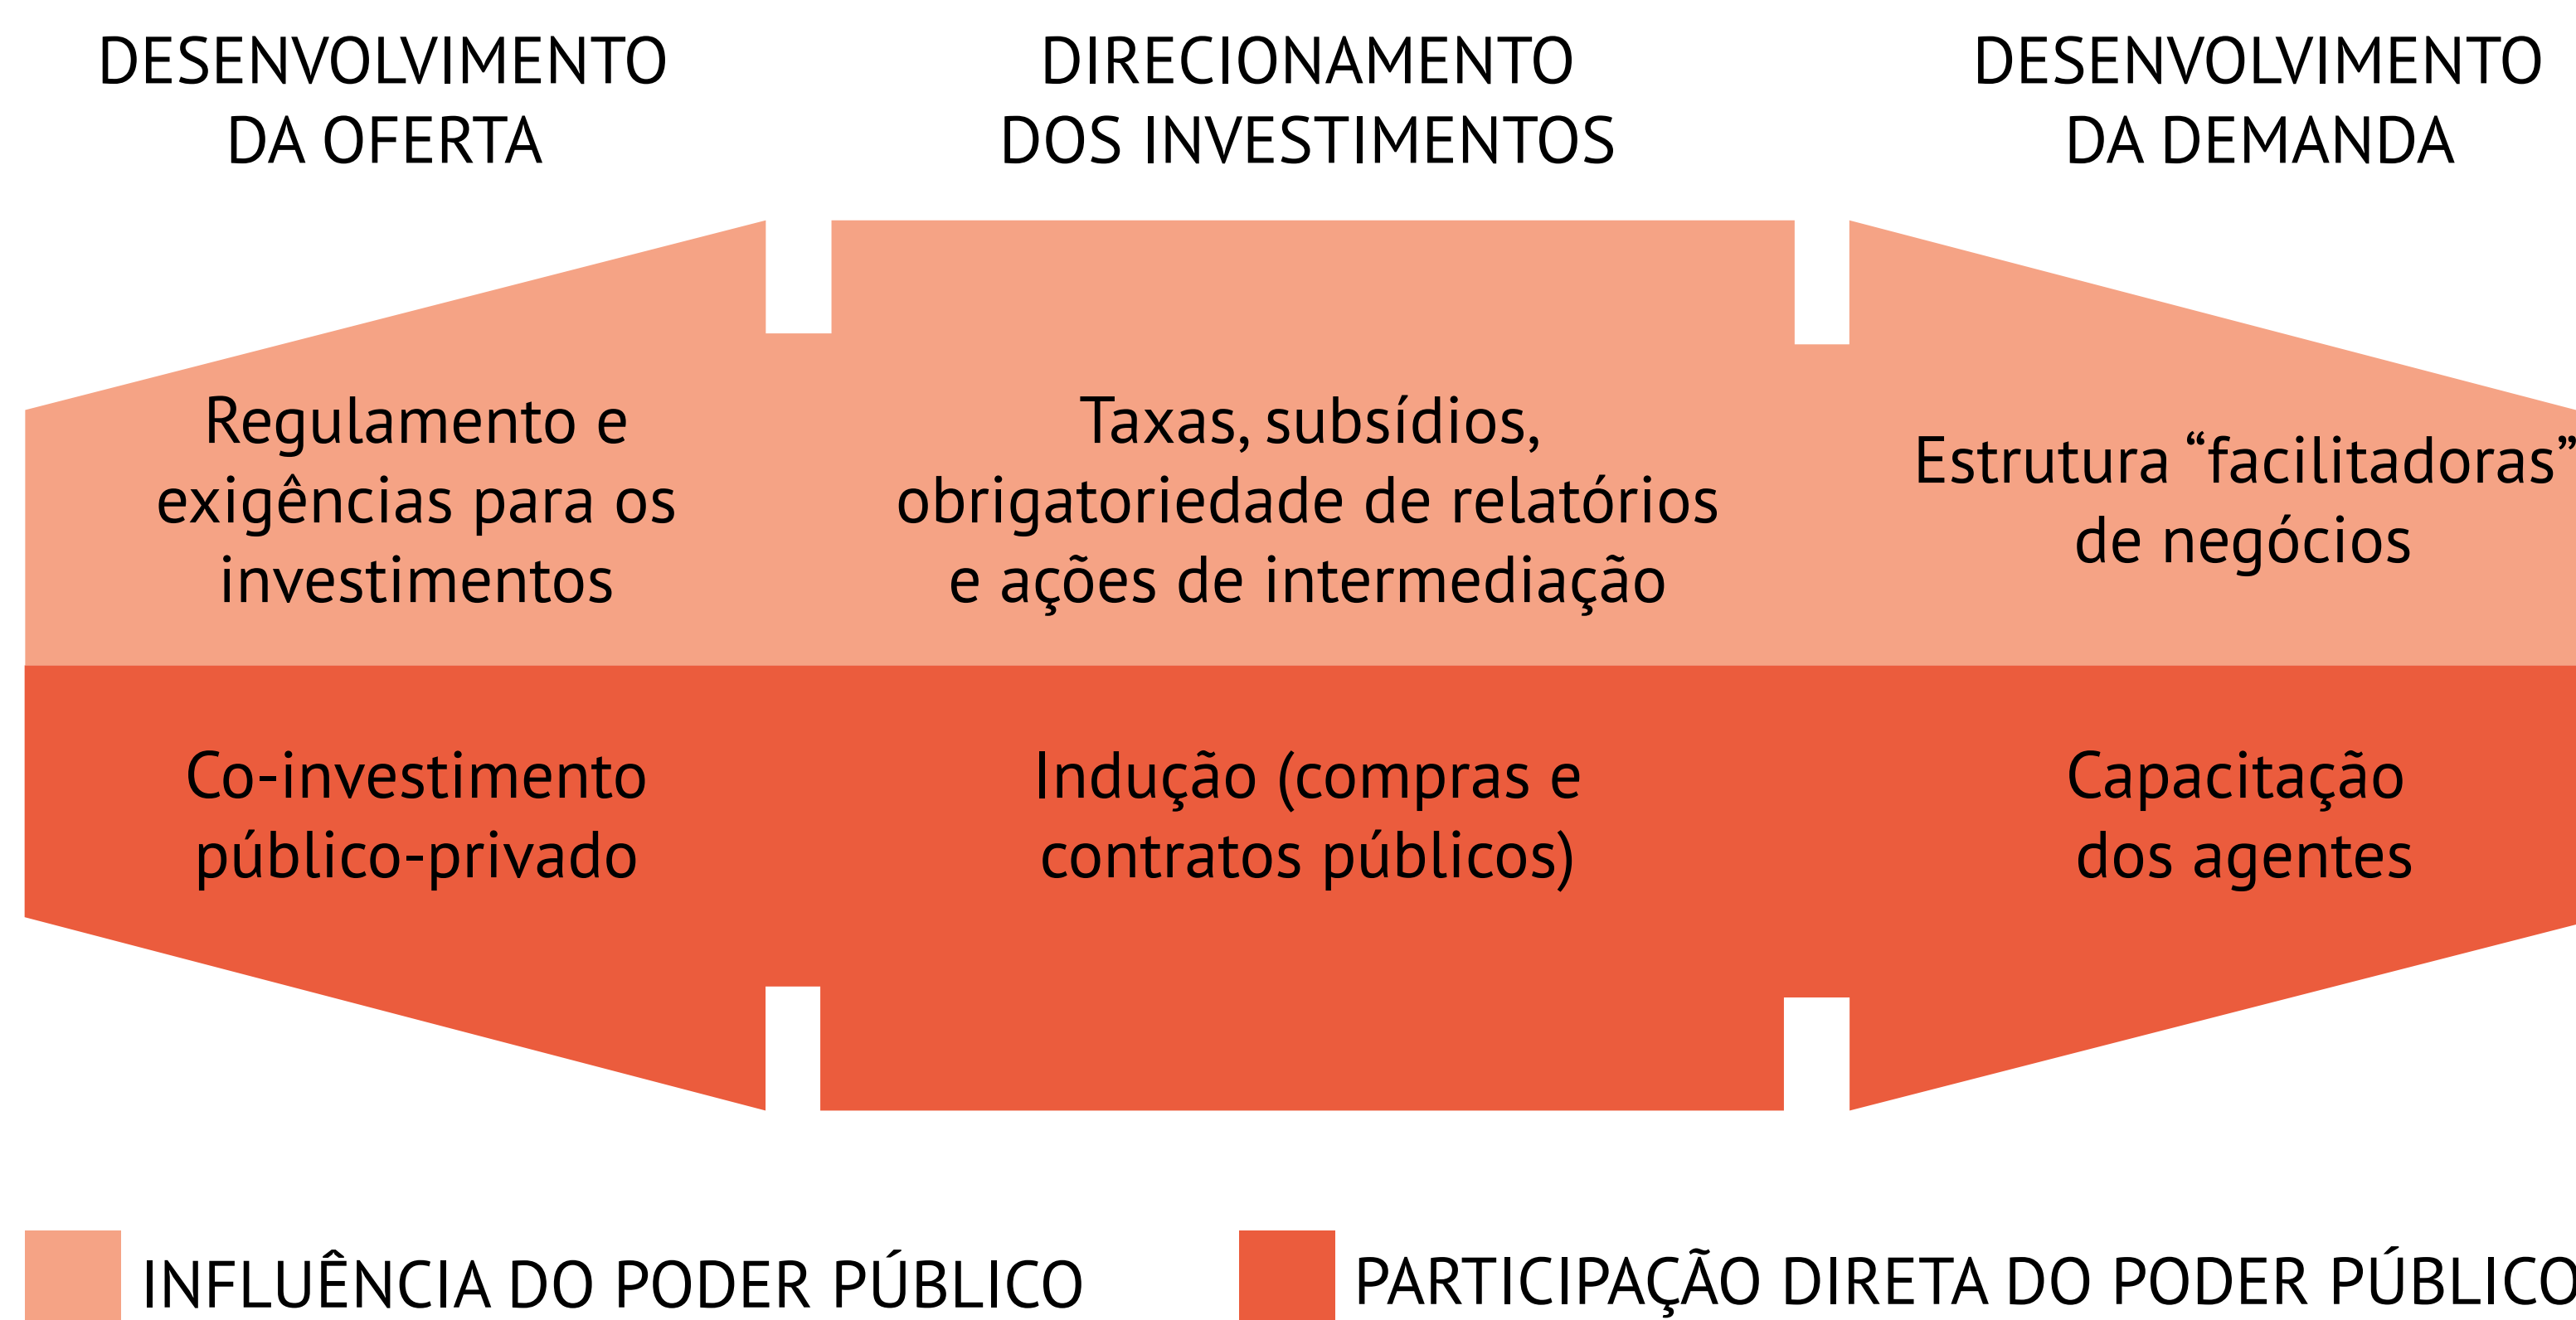 DESENVOLVIMENTO
DA OFERTA
DIRECIONAMENTO
DOS INVESTIMENTOS
DESENVOLVIMENTO
DA DEMANDA
Regulamento e
exigências para os
investimentos
Taxas, subsídios,
obrigatoriedade de relatórios
e ações de intermediação
Estrutura “facilitadoras”
de negócios
Co-investimento
público-privado
Indução (compras e
contratos públicos)
Capacitação
dos agentes
INFLUÊNCIA DO PODER PÚBLICO
PARTICIPAÇÃO DIRETA DO PODER PÚBLICO